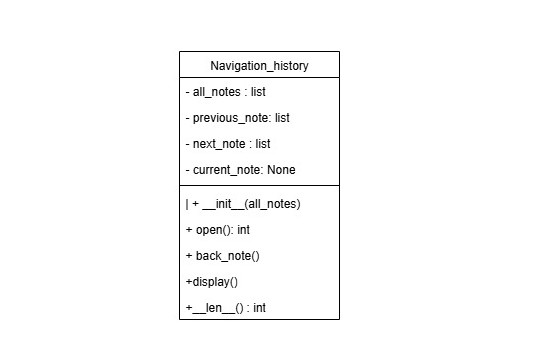 Navigation_history
- all_notes : list
- previous_note: list
- next_note : list
- current_note: None
| + __init__(all_notes)
+ open(): int
+ back_note()
+display()
+__len__() : int